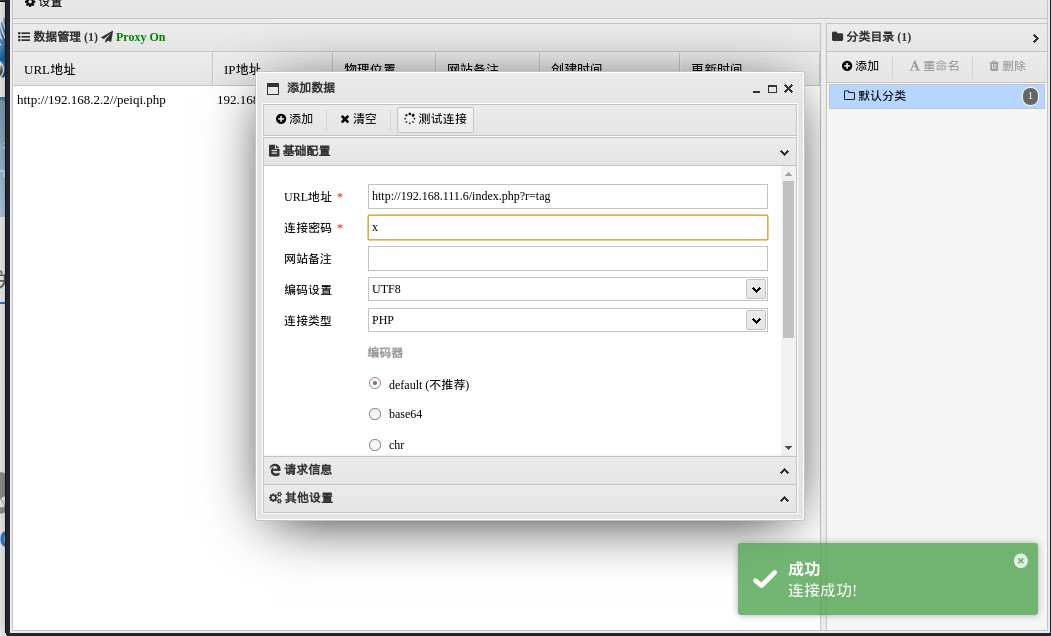 设置
数据管理 (1) Proxy On
分类目录 (1)
URL地址 IP地址 物理位置 网站备注 创建时间 更新时间
添加 重命名 删除
http://192.168.2.2//peiqi.php 192.168
默认分类 1
添加数据
添加 清空 测试连接
基础配置
URL地址 * http://192.168.111.6/index.php?r=tag
连接密码 * x
网站备注
编码设置 UTF8
连接类型 PHP
编码器
default (不推荐)
base64
chr
请求信息
其他设置
成功
连接成功!